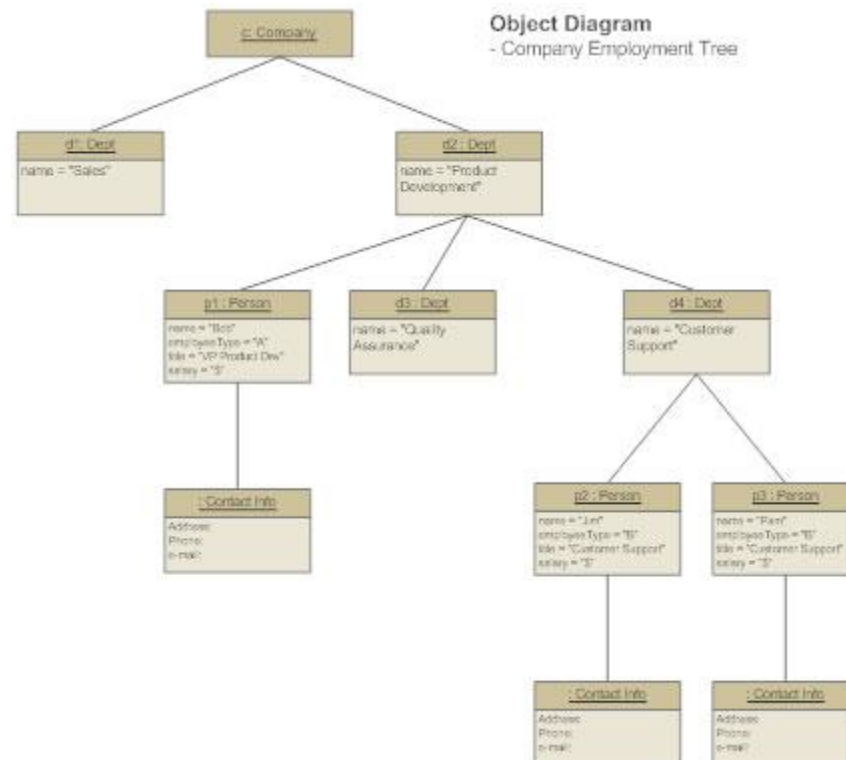 Object Diagram
- Company Employment Tree
c: Company
d1: Dept
name = "Sales"
d2 : Dept
name = "Product
Development"
p1 : Person
name = "Bob"
employeeType = "A"
title = "VP Product Dev"
salary = "$"
d3 : Dept
name = "Quality
Assurance"
d4 : Dept
name = "Customer
Support"
: Contact Info
Address:
Phone:
e-mail:
p2 : Person
name = "Jim"
employeeType = "B"
title = "Customer Support"
salary = "$"
p3 : Person
name = "Pam"
employeeType = "B"
title = "Customer Support"
salary = "$"
: Contact Info
Address:
Phone:
e-mail:
: Contact Info
Address:
Phone:
e-mail: